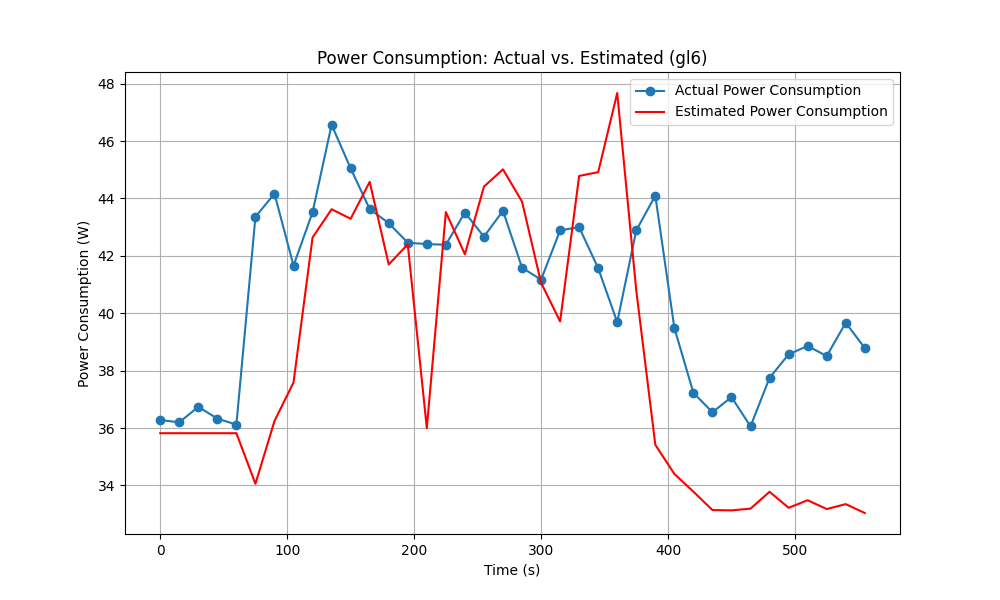 Power Consumption: Actual vs. Estimated (gl6)
Actual Power Consumption
Estimated Power Consumption
Power Consumption (W)
48
46
44
42
40
38
36
34
0 100 200 300 400 500
Time (s)